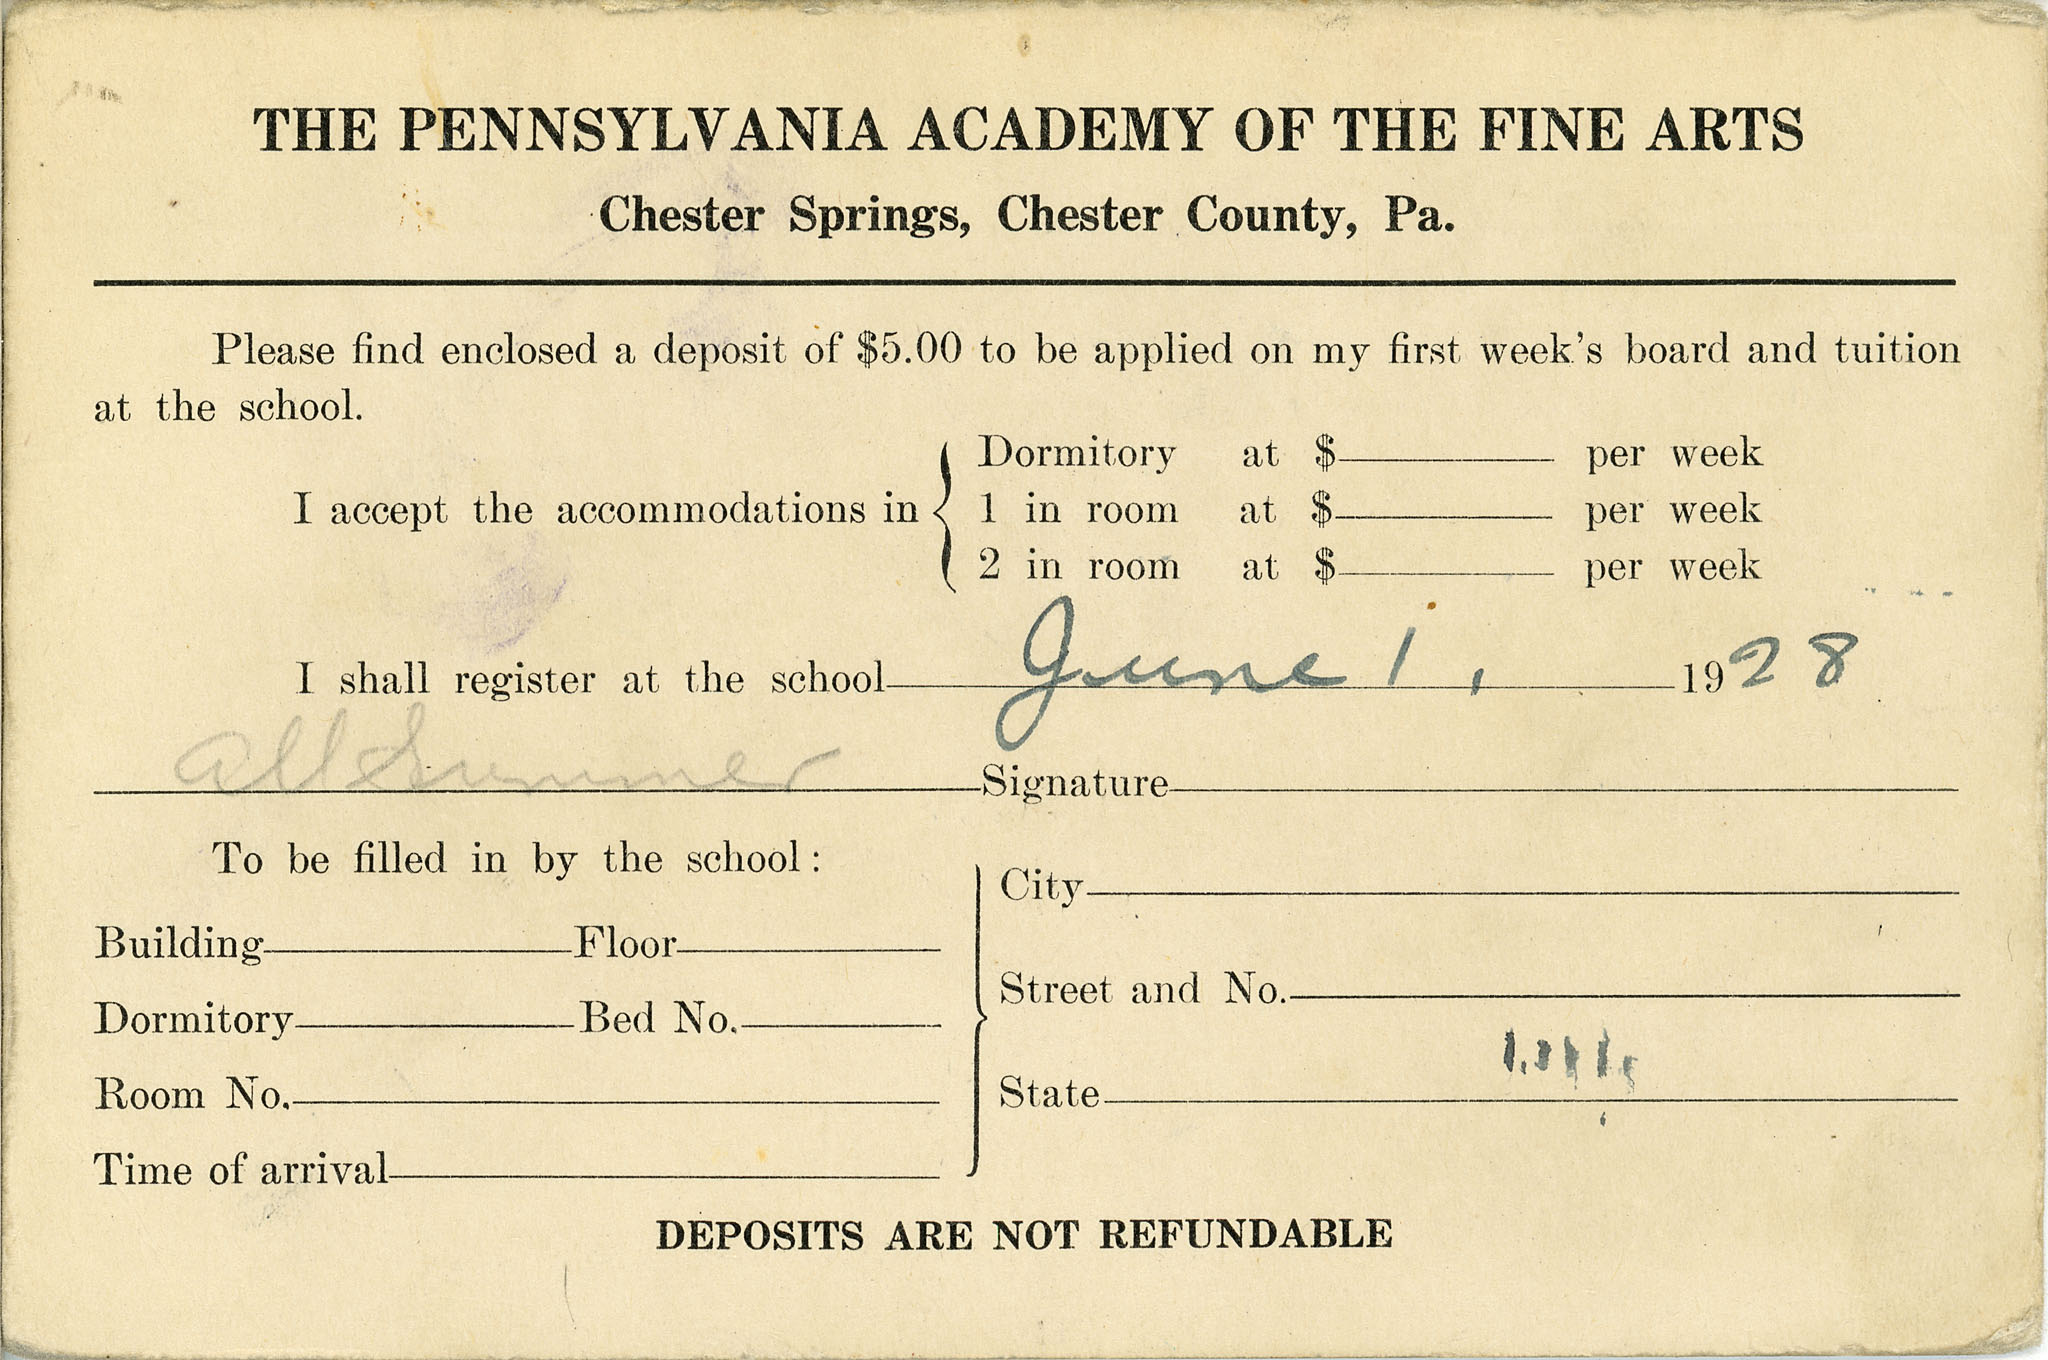 THE PENNSYLVANIA ACADEMY OF THE FINE ARTS
Chester Springs, Chester County, Pa.
Please find enclosed a deposit of $5.00 to be applied on my first week's board and tuition
at the school.
I accept the accommodations in
Dormitory at $ per week
1 in room at $ per week
2 in room at $ per week
I shall register at the school June 1, 1928
all Summer Signature
To be filled in by the school:
Building Floor
Dormitory Bed No.
Room No.
Time of arrival
City
Street and No.
State
DEPOSITS ARE NOT REFUNDABLE